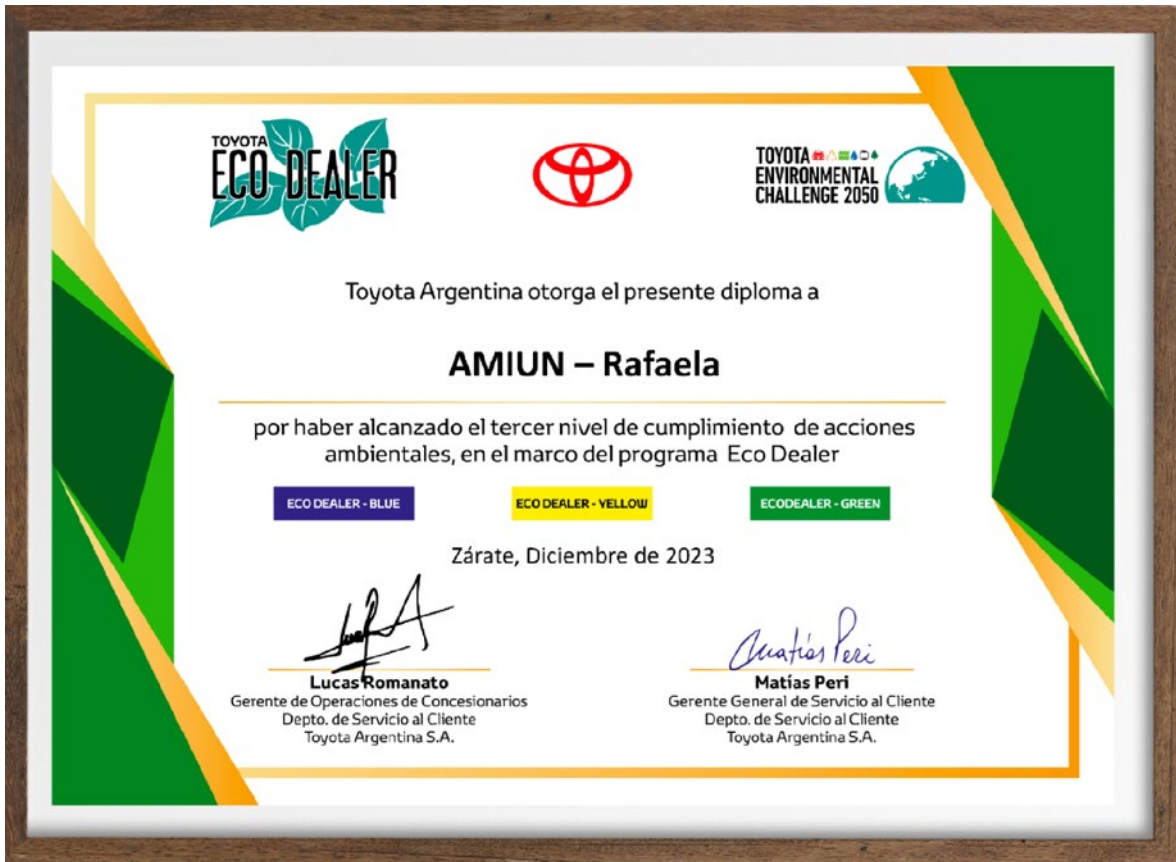 TOYOTA
ECO DEALER
TOYOTA
ENVIRONMENTAL
CHALLENGE 2050
Toyota Argentina otorga el presente diploma a
AMIUN – Rafaela
por haber alcanzado el tercer nivel de cumplimiento de acciones
ambientales, en el marco del programa Eco Dealer
ECO DEALER - BLUE
ECO DEALER - YELLOW
ECODEALER - GREEN
Zárate, Diciembre de 2023
Matías Peri
Lucas Romanato
Gerente de Operaciones de Concesionarios
Depto. de Servicio al Cliente
Toyota Argentina S.A.
Matías Peri
Gerente General de Servicio al Cliente
Depto. de Servicio al Cliente
Toyota Argentina S.A.